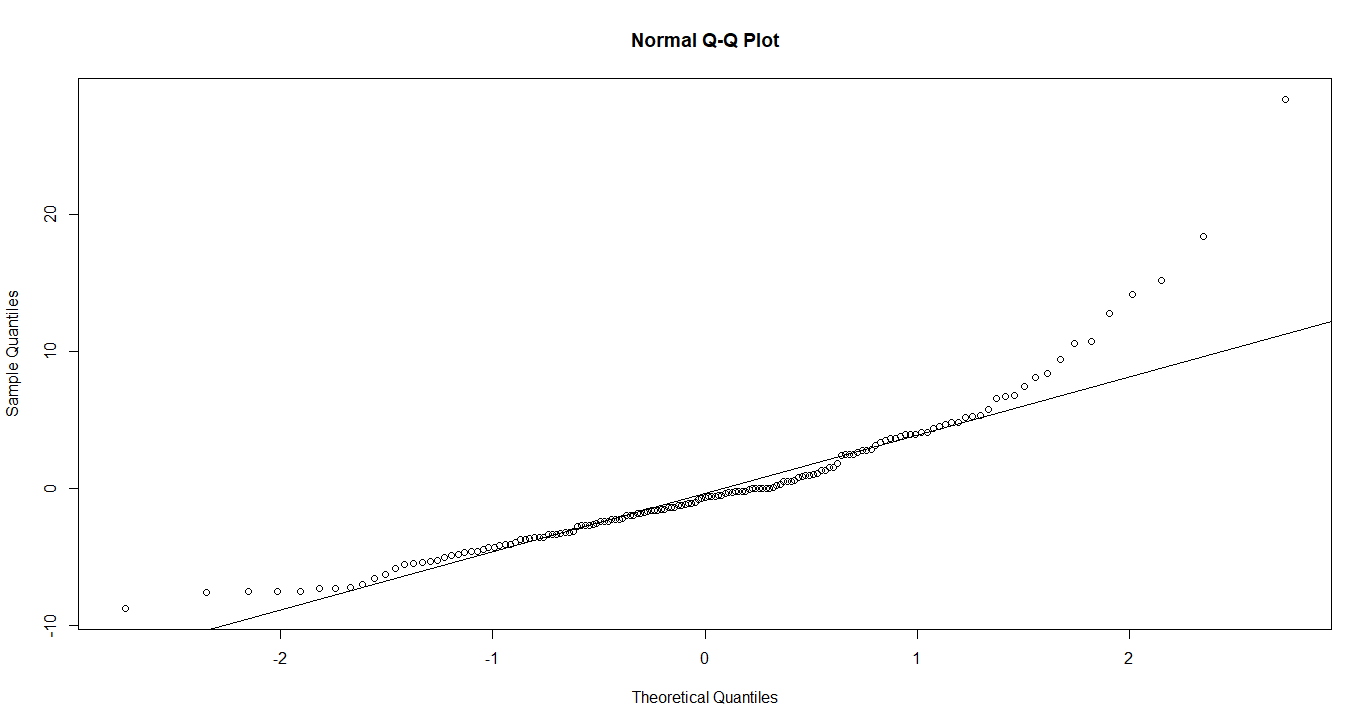 Normal Q-Q Plot
Sample Quantiles
20
10
0
-10
-2 -1 0 1 2
Theoretical Quantiles